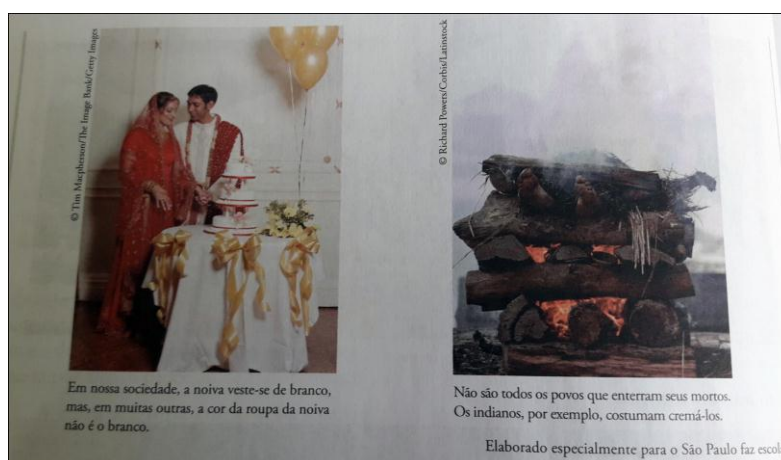 © Tim Macpherson/The Image Bank/Getty Images
Em nossa sociedade, a noiva veste-se de branco,
mas, em muitas outras, a cor da roupa da noiva
não é o branco.
© Richard Powers/Corbis/Latinstock
Não são todos os povos que enterram seus mortos.
Os indianos, por exemplo, costumam cremá-los.
Elaborado especialmente para o São Paulo faz escol